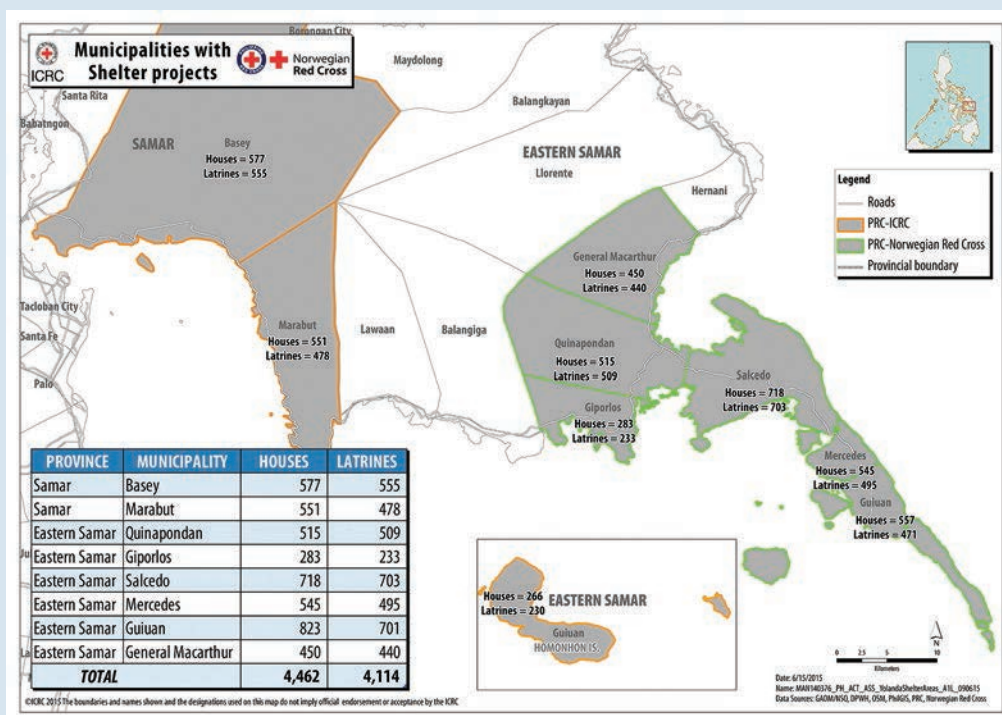 ICRC
Municipalities with
Shelter projects
Norwegian
Red Cross
Borongan City
Maydolong
Santa Rita
Babatngon
Balangkayan
SAMAR
Basey
Houses = 577
Latrines = 555
EASTERN SAMAR
Llorente
Hernani
Legend
Roads
PRC-ICRC
PRC-Norwegian Red Cross
Provincial boundary
General Macarthur
Houses = 450
Latrines = 440
Tacloban City
Santa Fe
Palo
Marabut
Houses = 551
Latrines = 478
Lawaan
Balangiga
Quinapondan
Houses = 515
Latrines = 509
Salcedo
Houses = 718
Latrines = 703
Giporlos
Houses = 283
Latrines = 233
Mercedes
Houses = 545
Latrines = 495
Guiuan
Houses = 557
Latrines = 471
PROVINCE MUNICIPALITY HOUSES LATRINES
Samar Basey 577 555
Samar Marabut 551 478
Eastern Samar Quinapondan 515 509
Eastern Samar Giporlos 283 233
Eastern Samar Salcedo 718 703
Eastern Samar Mercedes 545 495
Eastern Samar Guiuan 823 701
Eastern Samar General Macarthur 450 440
TOTAL 4,462 4,114
Houses = 266
Latrines = 230
EASTERN SAMAR
Guiuan
HOMONHON IS.
N
0 2.5 5 10
Kilometers
Date: 6/15/2015
Name: MAN140376_PH_ACT_ASS_YolandaShelterAreas_A1L_090615
Data Sources: GAOM/NSO, DPWH, OSM, PhilGIS, PRC, Norwegian Red Cross
©ICRC 2015 The boundaries and names shown and the designations used on this map do not imply official endorsement or acceptance by the ICRC